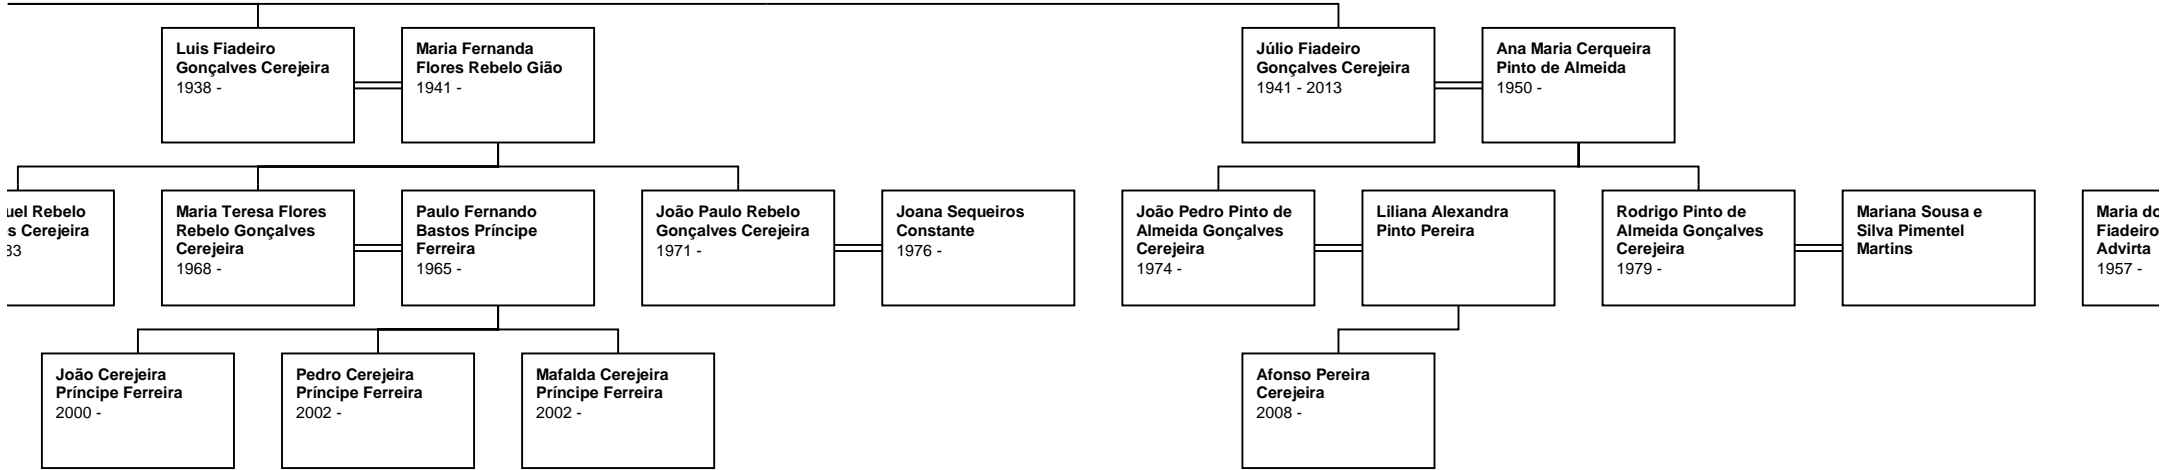 Luis Fiadeiro
Gonçalves Cerejeira
1938 -
Maria Fernanda
Flores Rebelo Gião
1941 -
Júlio Fiadeiro
Gonçalves Cerejeira
1941 - 2013
Ana Maria Cerqueira
Pinto de Almeida
1950 -
uel Rebelo
s Cerejeira
83
Maria Teresa Flores
Rebelo Gonçalves
Cerejeira
1968 -
Paulo Fernando
Bastos Príncipe
Ferreira
1965 -
João Paulo Rebelo
Gonçalves Cerejeira
1971 -
Joana Sequeiros
Constante
1976 -
João Pedro Pinto de
Almeida Gonçalves
Cerejeira
1974 -
Liliana Alexandra
Pinto Pereira
Rodrigo Pinto de
Almeida Gonçalves
Cerejeira
1979 -
Mariana Sousa e
Silva Pimentel
Martins
Maria do
Fiadeiro
Advirta
1957 -
João Cerejeira
Príncipe Ferreira
2000 -
Pedro Cerejeira
Príncipe Ferreira
2002 -
Mafalda Cerejeira
Príncipe Ferreira
2002 -
Afonso Pereira
Cerejeira
2008 -